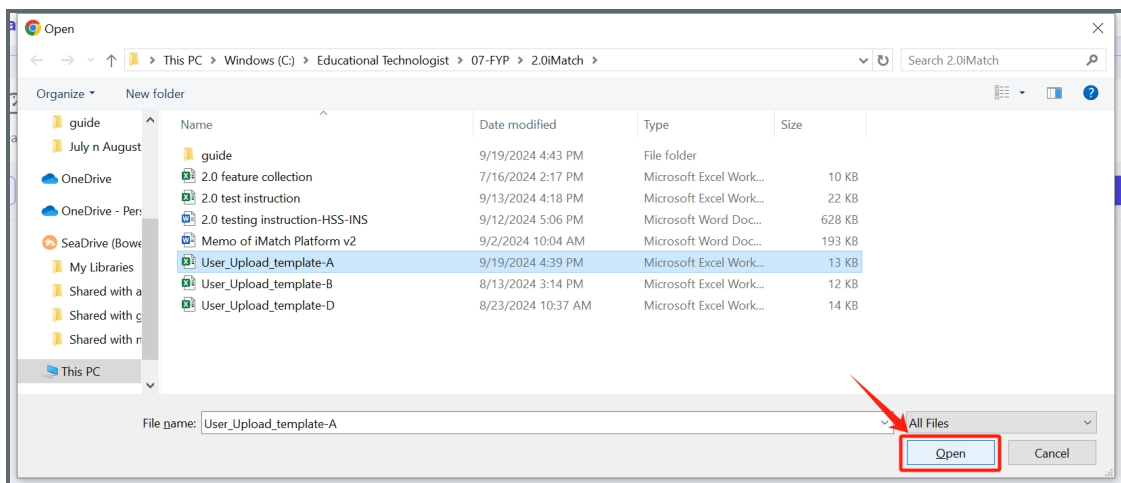 Open
This PC > Windows (C:) > Educational Technologist > 07-FYP > 2.0iMatch >
Search 2.0iMatch
Organize
New folder
guide
July n August
OneDrive
OneDrive - Pers
SeaDrive (Bowe
My Libraries
Shared with a
Shared with g
Shared with
This PC
Name Date modified Type Size
guide 9/19/2024 4:43 PM File folder
2.0 feature collection 7/16/2024 2:17 PM Microsoft Excel Work... 10 KB
2.0 test instruction 9/13/2024 4:18 PM Microsoft Excel Work... 22 KB
2.0 testing instruction-HSS-INS 9/12/2024 5:06 PM Microsoft Word Doc... 628 KB
Memo of iMatch Platform v2 9/2/2024 10:04 AM Microsoft Word Doc... 193 KB
User_Upload_template-A 9/19/2024 4:39 PM Microsoft Excel Work... 13 KB
User_Upload_template-B 8/13/2024 3:14 PM Microsoft Excel Work... 12 KB
User_Upload_template-D 8/23/2024 10:37 AM Microsoft Excel Work... 14 KB
File name: User_Upload_template-A
All Files
Open
Cancel